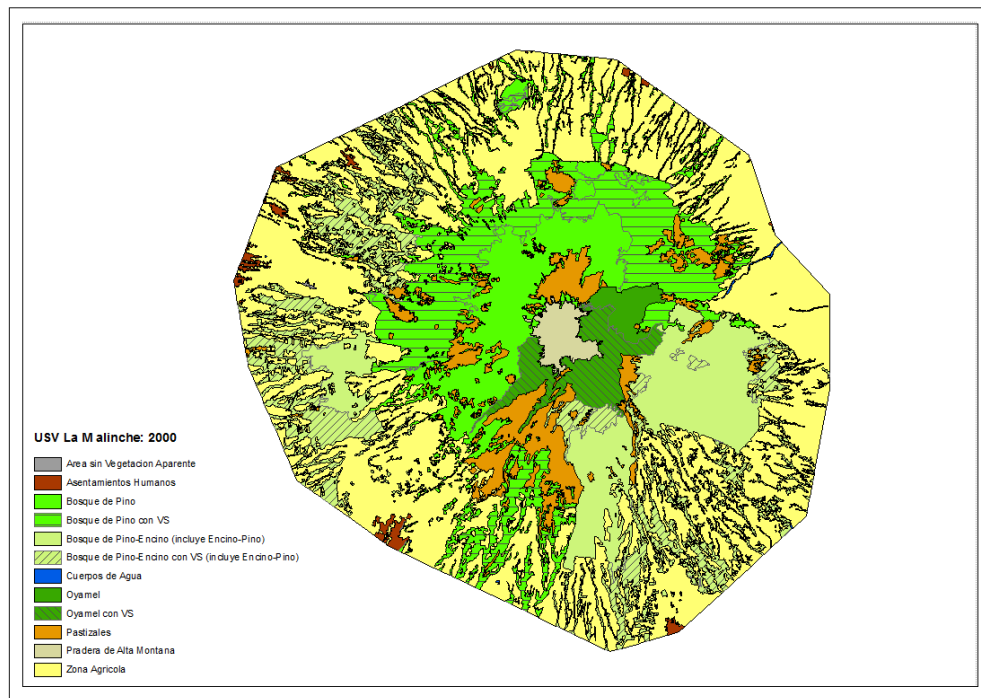 USV La Malinche: 2000
Area sin Vegetacion Aparente
Asentamientos Humanos
Bosque de Pino
Bosque de Pino con VS
Bosque de Pino-Encino (incluye Encino-Pino)
Bosque de Pino-Encino con VS (incluye Encino-Pino)
Cuerpos de Agua
Oyamel
Oyamel con VS
Pastizales
Pradera de Alta Montana
Zona Agricola